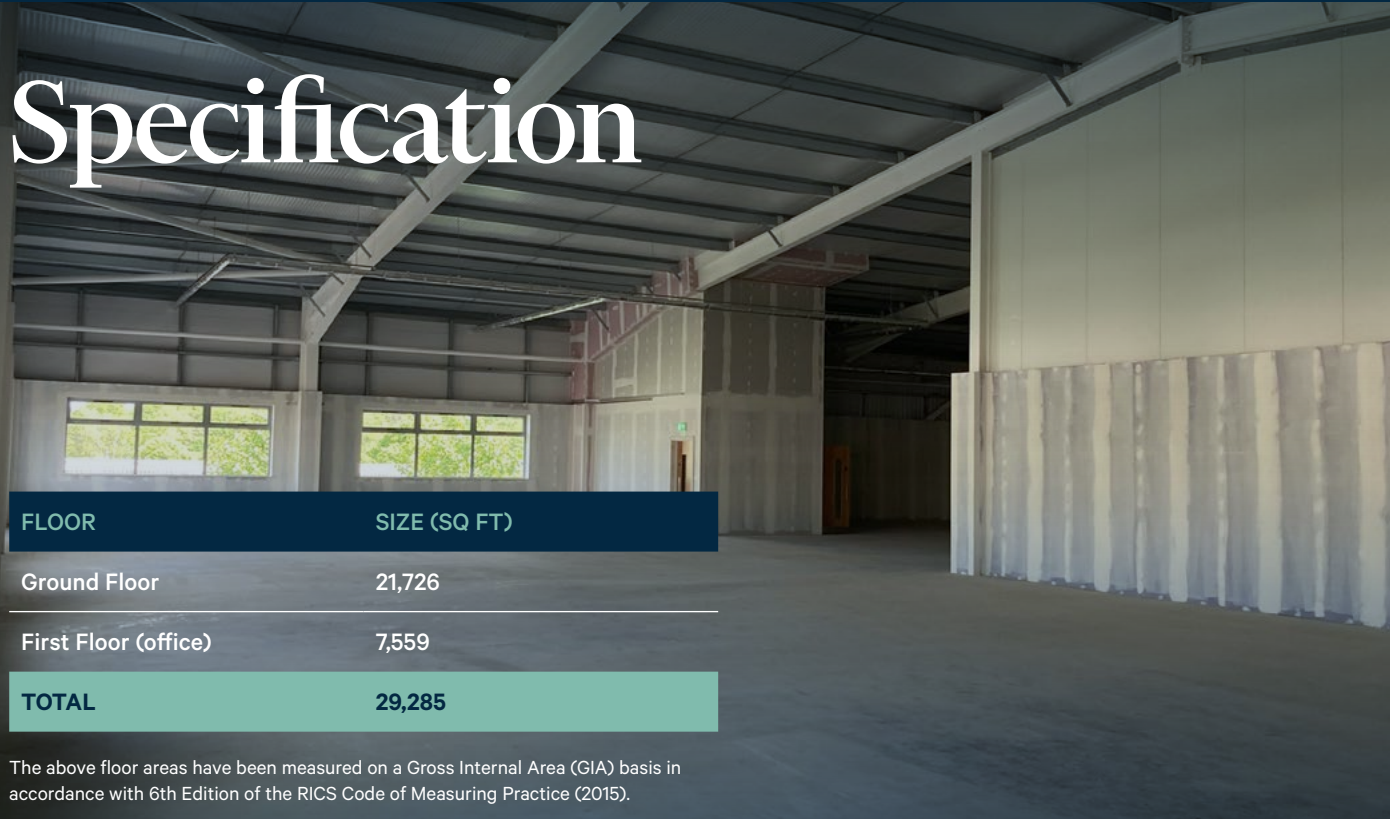 Specification
FLOOR SIZE (SQ FT)
Ground Floor 21,726
First Floor (office) 7,559
TOTAL 29,285
The above floor areas have been measured on a Gross Internal Area (GIA) basis in
accordance with 6th Edition of the RICS Code of Measuring Practice (2015).